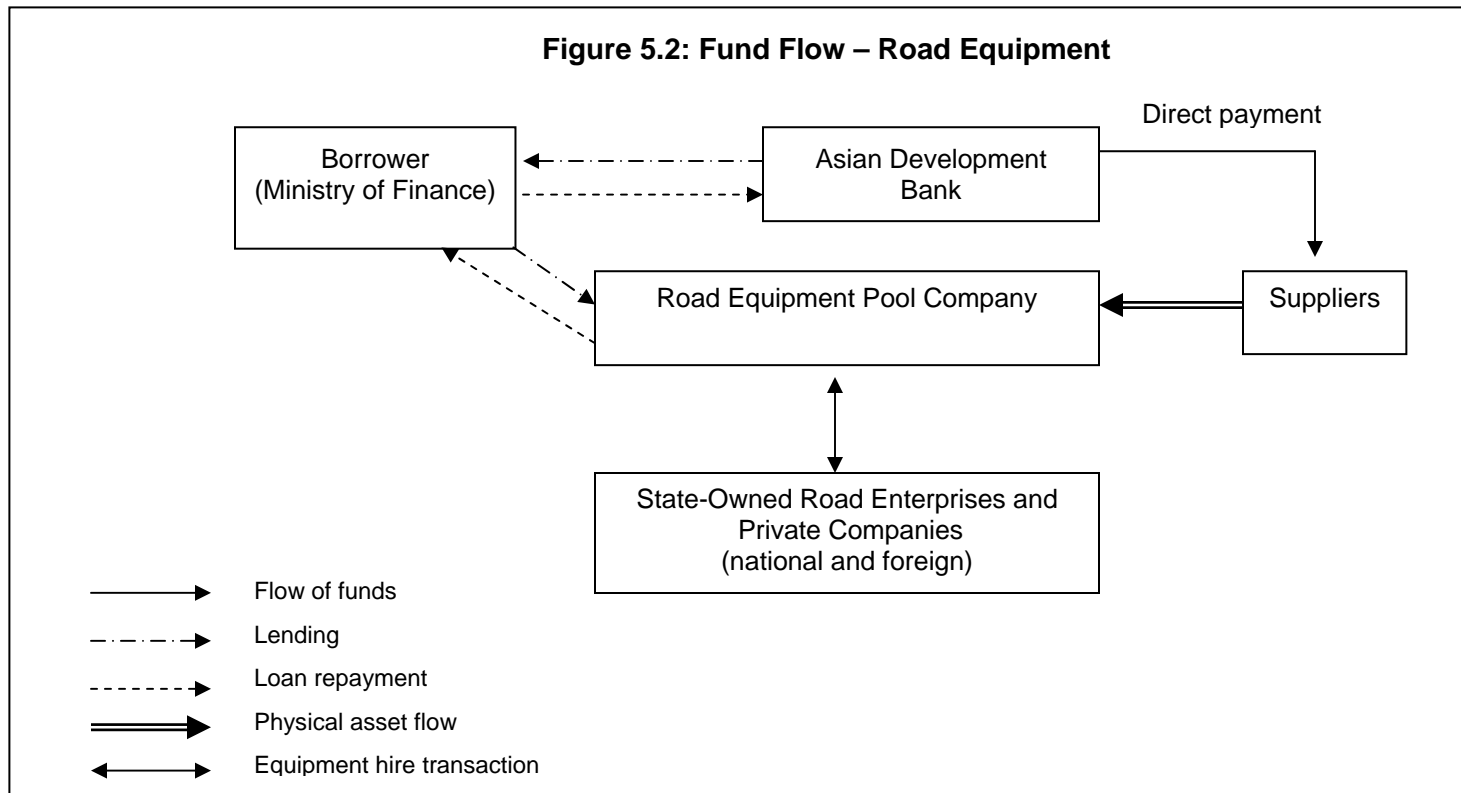 Figure 5.2: Fund Flow – Road Equipment
Direct payment
Borrower
(Ministry of Finance)
Asian Development
Bank
Road Equipment Pool Company
Suppliers
State-Owned Road Enterprises and
Private Companies
(national and foreign)
Flow of funds
Lending
Loan repayment
Physical asset flow
Equipment hire transaction